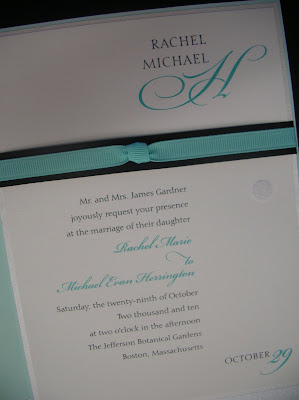 RACHEL
MICHAEL
H
Mr. and Mrs. James Gardner
joyously request your presence
at the marriage of their daughter
Rachel Marie
to
Michael Evan Herrington
Saturday, the twenty-ninth of October
Two thousand and ten
at two o'clock in the afternoon
The Jefferson Botanical Gardens
Boston, Massachusetts
OCTOBER 29